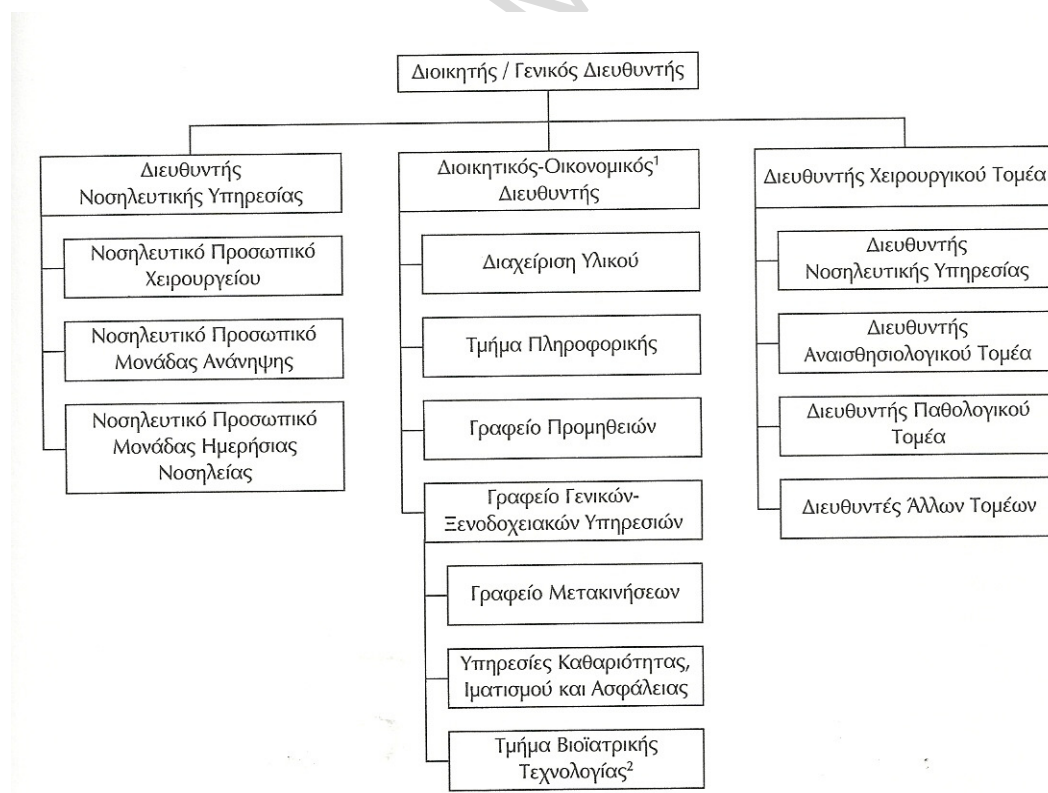 Διοικητής / Γενικός Διευθυντής
Διευθυντής
Νοσηλευτικής Υπηρεσίας
Νοσηλευτικό Προσωπικό
Χειρουργείου
Νοσηλευτικό Προσωπικό
Μονάδας Ανάνηψης
Νοσηλευτικό Προσωπικό
Μονάδας Ημερήσιας
Νοσηλείας
Διοικητικός-Οικονομικός¹
Διευθυντής
Διαχείριση Υλικού
Τμήμα Πληροφορικής
Γραφείο Προμηθειών
Γραφείο Γενικών-
Ξενοδοχειακών Υπηρεσιών
Γραφείο Μετακινήσεων
Υπηρεσίες Καθαριότητας,
Ιματισμού και Ασφάλειας
Τμήμα Βιοϊατρικής
Τεχνολογίας²
Διευθυντής Χειρουργικού Τομέα
Διευθυντής
Νοσηλευτικής Υπηρεσίας
Διευθυντής
Αναισθησιολογικού Τομέα
Διευθυντής Παθολογικού
Τομέα
Διευθυντές Άλλων Τομέων